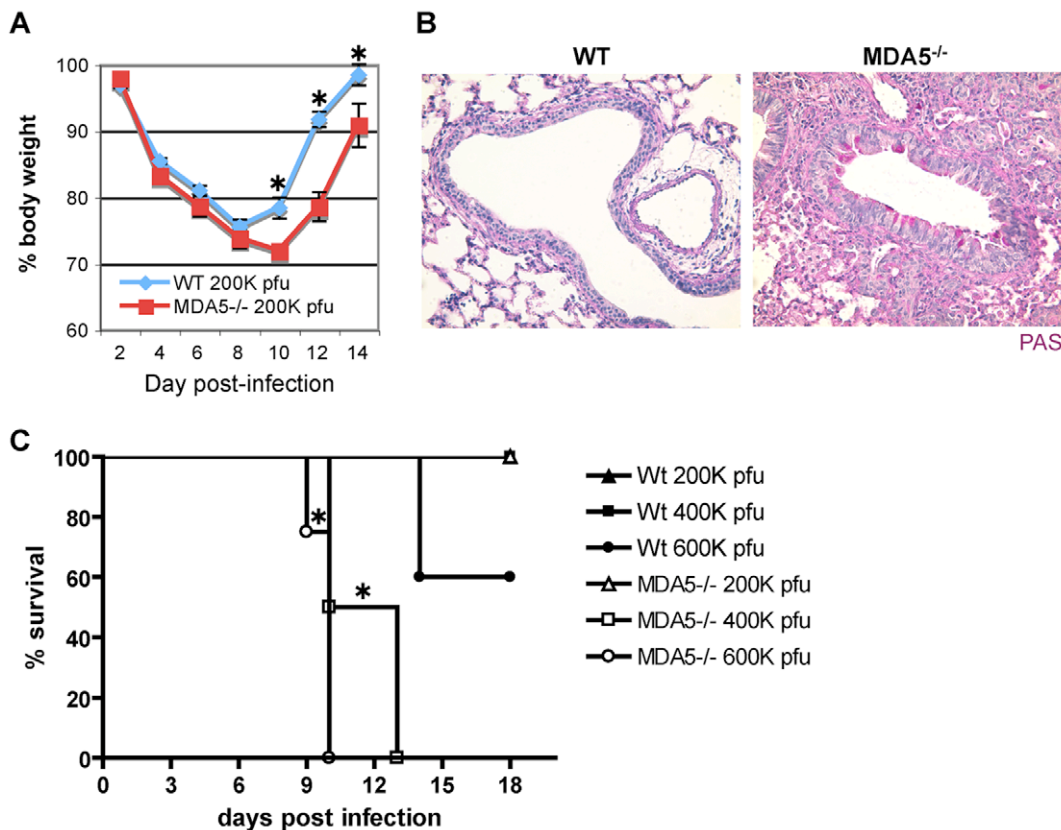 A
% body weight
100
90
80
70
60
*
*
*
WT 200K pfu
MDA5-/- 200K pfu
2 4 6 8 10 12 14
Day post-infection
B
WT
MDA5-/-
PAS
C
% survival
100
80
60
40
20
0
*
*
0 3 6 9 12 15 18
days post infection
Wt 200K pfu
Wt 400K pfu
Wt 600K pfu
MDA5-/- 200K pfu
MDA5-/- 400K pfu
MDA5-/- 600K pfu